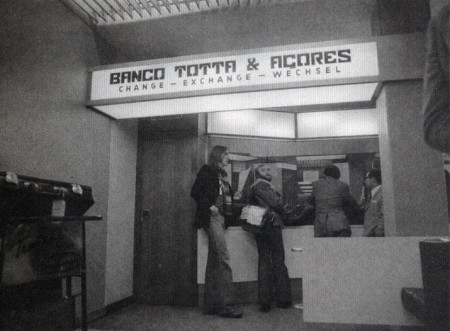 BANCO TOTTA & AÇORES
CHANGE - EXCHANGE - WECHSEL